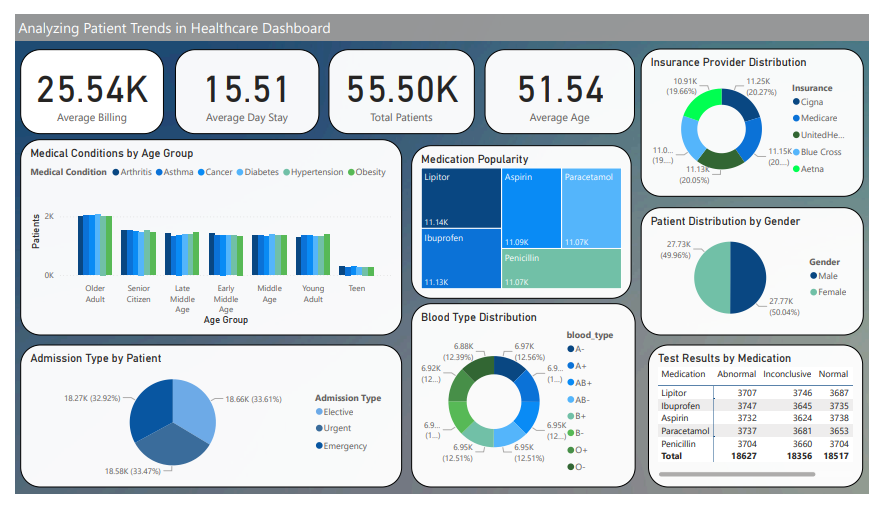 Analyzing Patient Trends in Healthcare Dashboard
25.54K
Average Billing
15.51
Average Day Stay
55.50K
Total Patients
51.54
Average Age
Insurance Provider Distribution
10.91K
(19.66%)
11.25K
(20.27%)
11.0...
(19....)
11.15K
(20....)
11.13K
(20.05%)
Insurance
Cigna
Medicare
UnitedHe...
Blue Cross
Aetna
Medical Conditions by Age Group
Medical Condition Arthritis Asthma Cancer Diabetes Hypertension Obesity
Patients
2K
0K
Older
Adult
Senior
Citizen
Late
Middle
Age
Early
Middle
Age
Middle
Age
Young
Adult
Teen
Age Group
Medication Popularity
Lipitor
11.14K
Ibuprofen
11.13K
Aspirin
11.09K
Paracetamol
11.07K
Penicillin
11.07K
Patient Distribution by Gender
27.73K
(49.96%)
27.77K
(50.04%)
Gender
Male
Female
Admission Type by Patient
18.27K (32.92%)
18.66K (33.61%)
18.58K (33.47%)
Admission Type
Elective
Urgent
Emergency
Blood Type Distribution
6.88K
(12.39%)
6.97K
(12.56%)
6.92K
(12...)
6.9...
(1...)
6.9...
(1...)
6.95K
(12...)
6.95K
(12.51%)
6.95K
(12.51%)
blood_type
A-
A+
AB+
AB-
B+
B-
O+
O-
Test Results by Medication
Medication Abnormal Inconclusive Normal
Lipitor 3707 3746 3687
Ibuprofen 3747 3645 3735
Aspirin 3732 3624 3738
Paracetamol 3737 3681 3653
Penicillin 3704 3660 3704
Total 18627 18356 18517